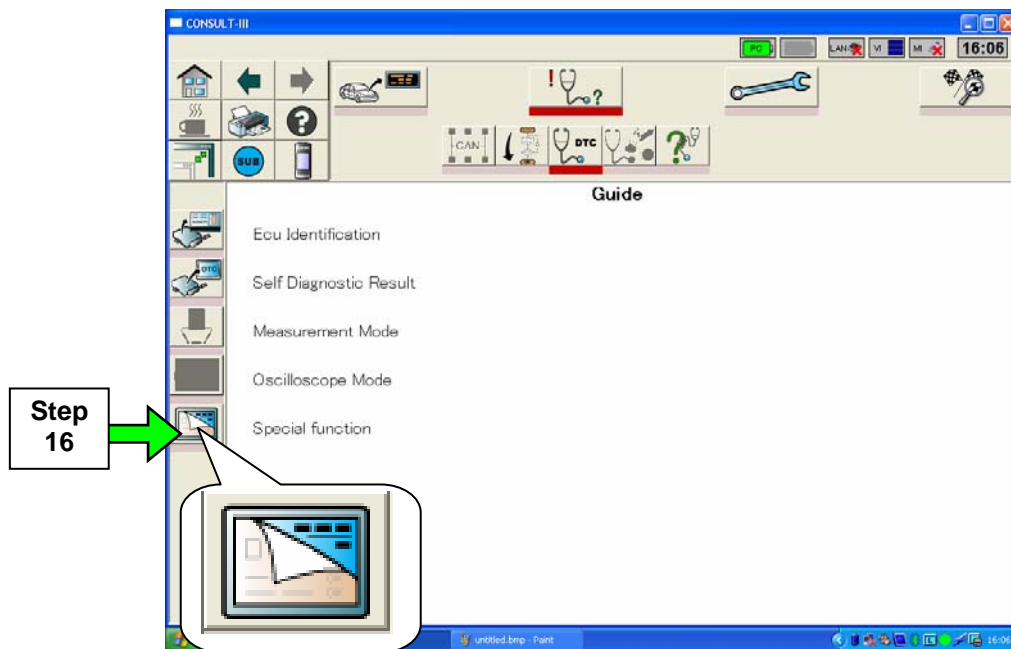 CONSULT-III
PC LAN VI MI 16:06
CAN DTC
SUB
Guide
Ecu Identification
DTC
Self Diagnostic Result
Measurement Mode
Oscilloscope Mode
Special function
Step
16
untitled.bmp - Paint
16:06